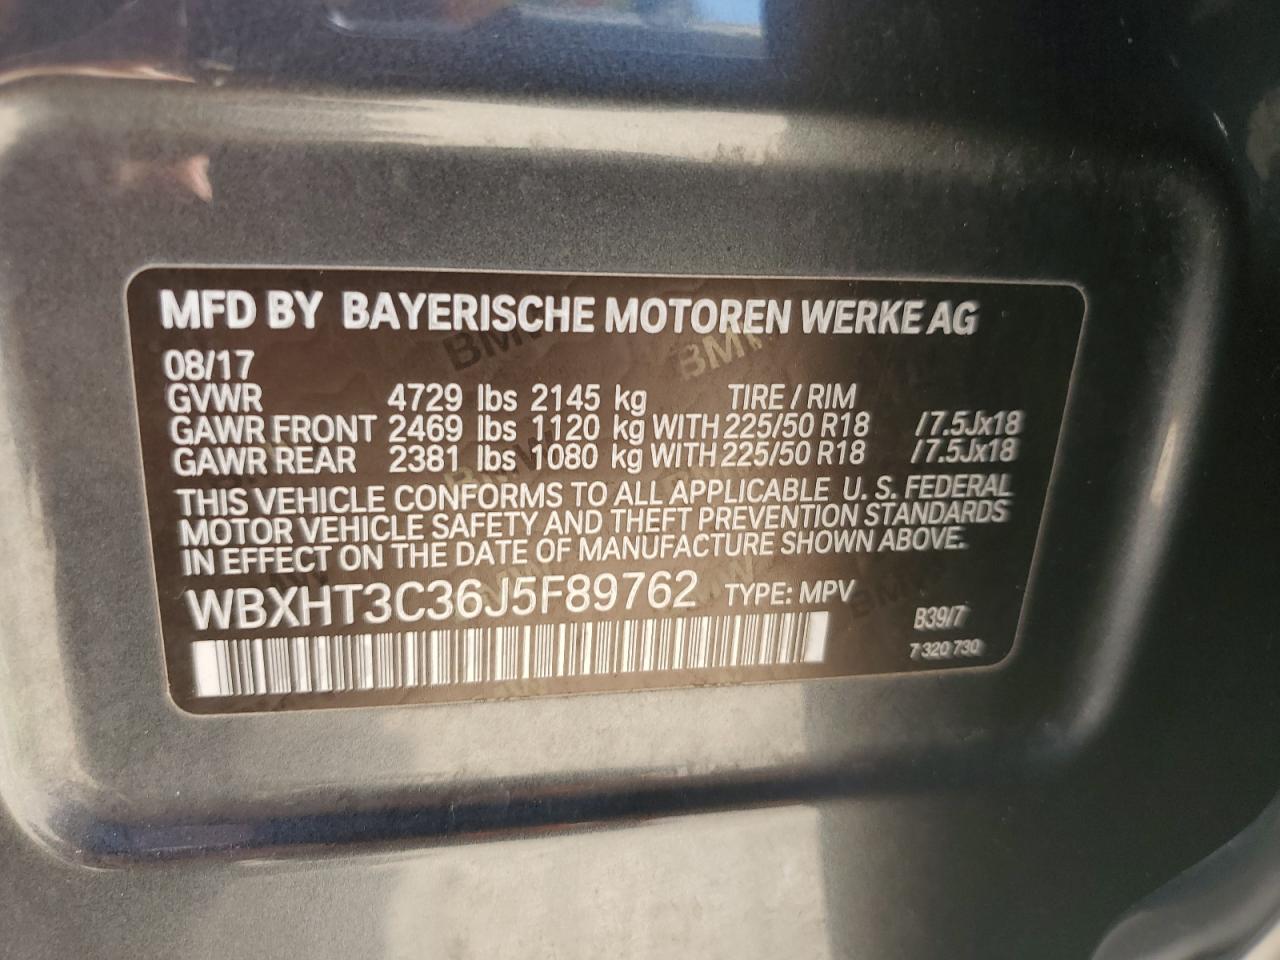 MFD BY BAYERISCHE MOTOREN WERKE AG
08/17
GVWR 4729 lbs 2145 kg TIRE / RIM
GAWR FRONT 2469 lbs 1120 kg WITH 225/50 R18 /7.5Jx18
GAWR REAR 2381 lbs 1080 kg WITH 225/50 R18 /7.5Jx18
THIS VEHICLE CONFORMS TO ALL APPLICABLE U. S. FEDERAL
MOTOR VEHICLE SAFETY AND THEFT PREVENTION STANDARDS
IN EFFECT ON THE DATE OF MANUFACTURE SHOWN ABOVE.
WBXHT3C36J5F89762 TYPE: MPV
B39/7
7 320 730